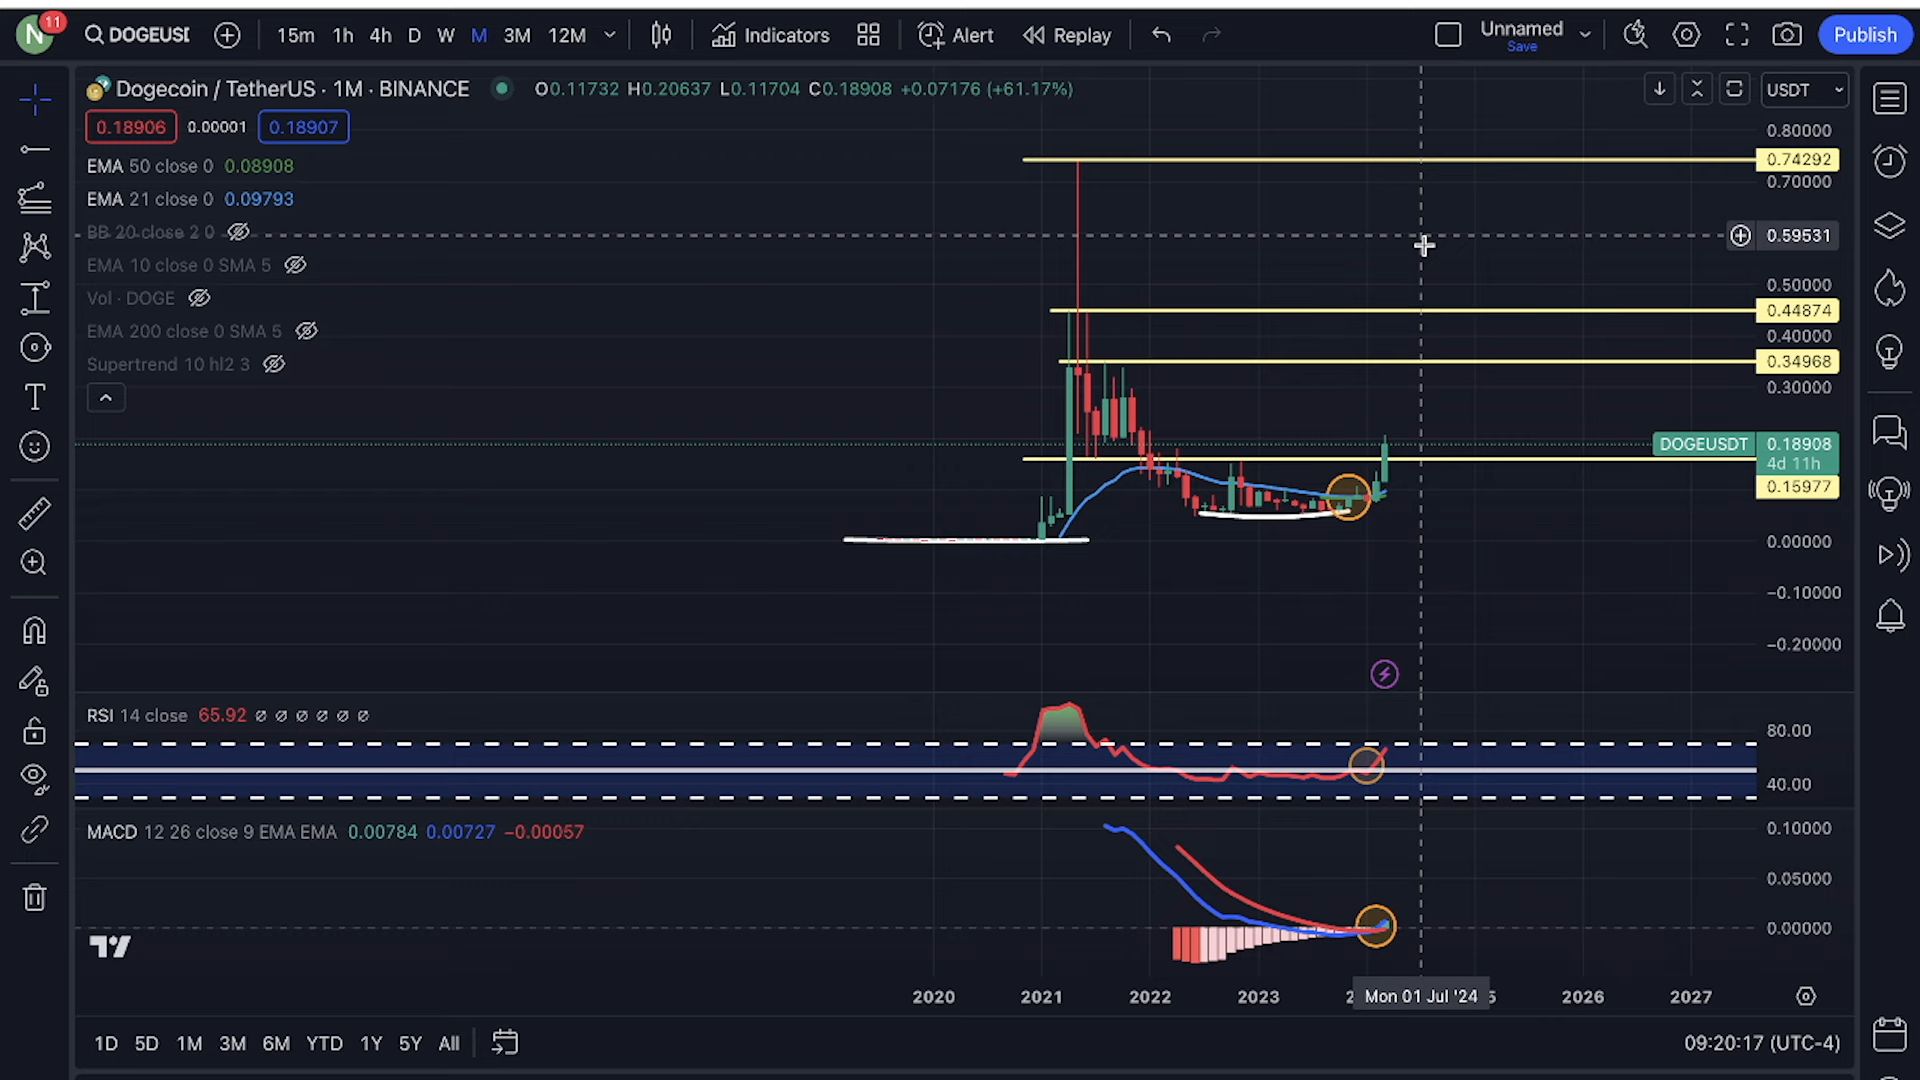 N 11 DOGEUSI 15m 1h 4h D W M 3M 12M Indicators Alert Replay Unnamed Publish
Save
Dogecoin / TetherUS · 1M · BINANCE O0.11732 H0.20637 L0.11704 C0.18908 +0.07176 (+61.17%) USDT
0.18906 0.00001 0.18907
EMA 50 close 0 0.08908
EMA 21 close 0 0.09793
BB 20 close 2 0
EMA 10 close 0 SMA 5
Vol · DOGE
EMA 200 close 0 SMA 5
Supertrend 10 hl2 3
0.80000
0.74292
0.70000
0.59531
0.50000
0.44874
0.40000
0.34968
0.30000
DOGEUSDT 0.18908
4d 11h
0.15977
0.00000
−0.10000
−0.20000
RSI 14 close 65.92 ∅ ∅ ∅ ∅ ∅ ∅
80.00
40.00
MACD 12 26 close 9 EMA EMA 0.00784 0.00727 −0.00057
0.10000
0.05000
0.00000
2020 2021 2022 2023 Mon 01 Jul '24 2026 2027
1D 5D 1M 3M 6M YTD 1Y 5Y All 09:20:17 (UTC-4)